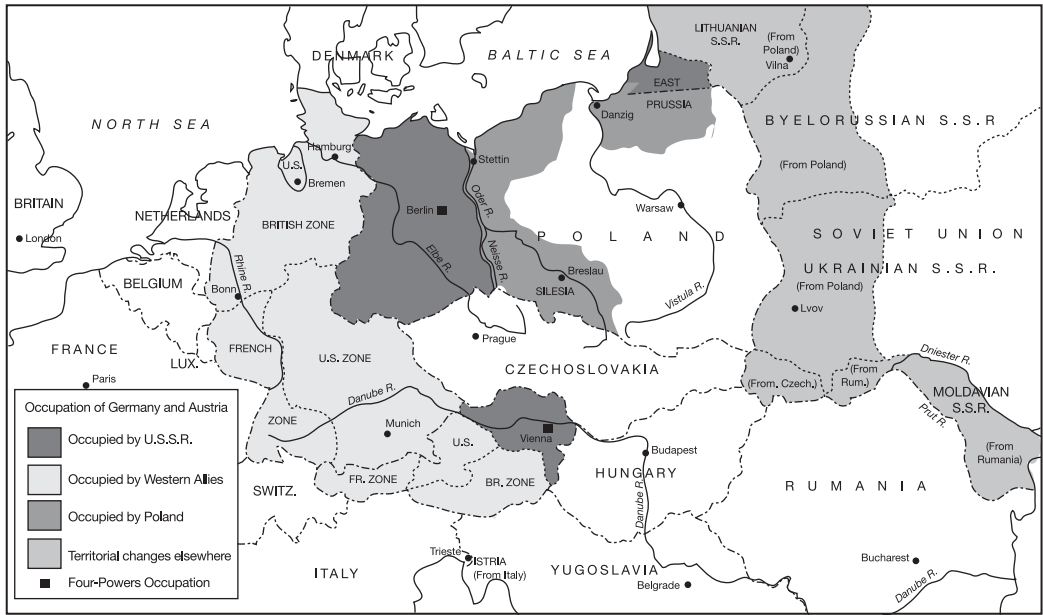 LITHUANIAN
S.S.R.
(From
Poland)
Vilna
DENMARK
BALTIC SEA
EAST
PRUSSIA
Danzig
NORTH SEA
BYELORUSSIAN S.S.R
(From Poland)
Hamburg
Stettin
U.S.
Bremen
BRITAIN
London
NETHERLANDS
BRITISH ZONE
Berlin
Oder R.
Warsaw
POLAND
SOVIET UNION
UKRAINIAN S.S.R.
(From Poland)
Lvov
Elbe R.
Neisse R.
Breslau
SILESIA
Vistula R.
Rhine R.
BELGIUM
Bonn
Prague
FRANCE
LUX.
FRENCH
ZONE
U.S. ZONE
CZECHOSLOVAKIA
Paris
(From. Czech.)
(From
Rum.)
Dniester R.
MOLDAVIAN
S.S.R.
Prut R.
(From
Rumania)
Danube R.
Munich
U.S.
Vienna
Budapest
HUNGARY
Danube R.
RUMANIA
SWITZ.
FR. ZONE
BR. ZONE
Trieste
ISTRIA
(From Italy)
ITALY
YUGOSLAVIA
Belgrade
Bucharest
Danube R.
Occupation of Germany and Austria
Occupied by U.S.S.R.
Occupied by Western Allies
Occupied by Poland
Territorial changes elsewhere
Four-Powers Occupation